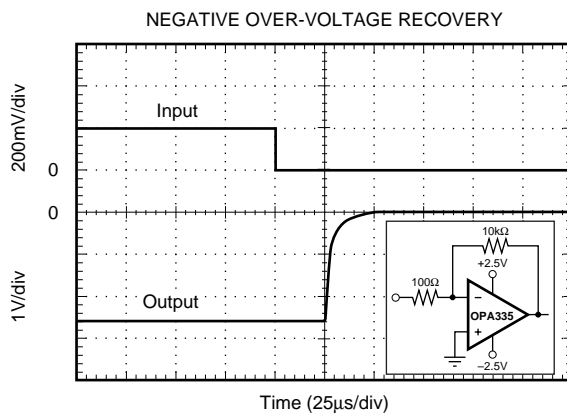 NEGATIVE OVER-VOLTAGE RECOVERY
200mV/div
Input
0
0
1V/div
Output
10kΩ
+2.5V
100Ω
−
OPA335
+
−2.5V
Time (25µs/div)